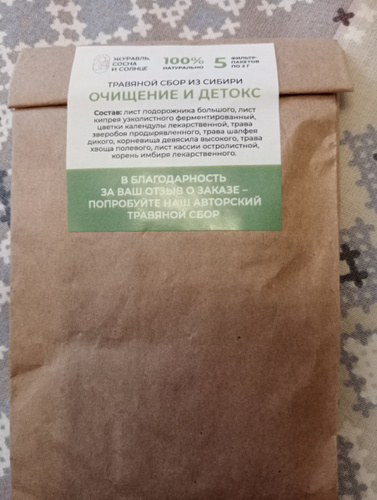 ЖУРАВЛЬ,
СОСНА
И СОЛНЦЕ
100%
НАТУРАЛЬНО
5
ФИЛЬТР-
ПАКЕТОВ
ПО 2 Г
ТРАВЯНОЙ СБОР ИЗ СИБИРИ
ОЧИЩЕНИЕ И ДЕТОКС
Состав: лист подорожника большого, лист
кипрея узколистного ферментированный,
цветки календулы лекарственной, трава
зверобоя продырявленного, трава шалфея
дикого, корневища девясила высокого, трава
хвоща полевого, лист кассии остролистной,
корень имбиря лекарственного.
В БЛАГОДАРНОСТЬ
ЗА ВАШ ОТЗЫВ О ЗАКАЗЕ –
ПОПРОБУЙТЕ НАШ АВТОРСКИЙ
ТРАВЯНОЙ СБОР